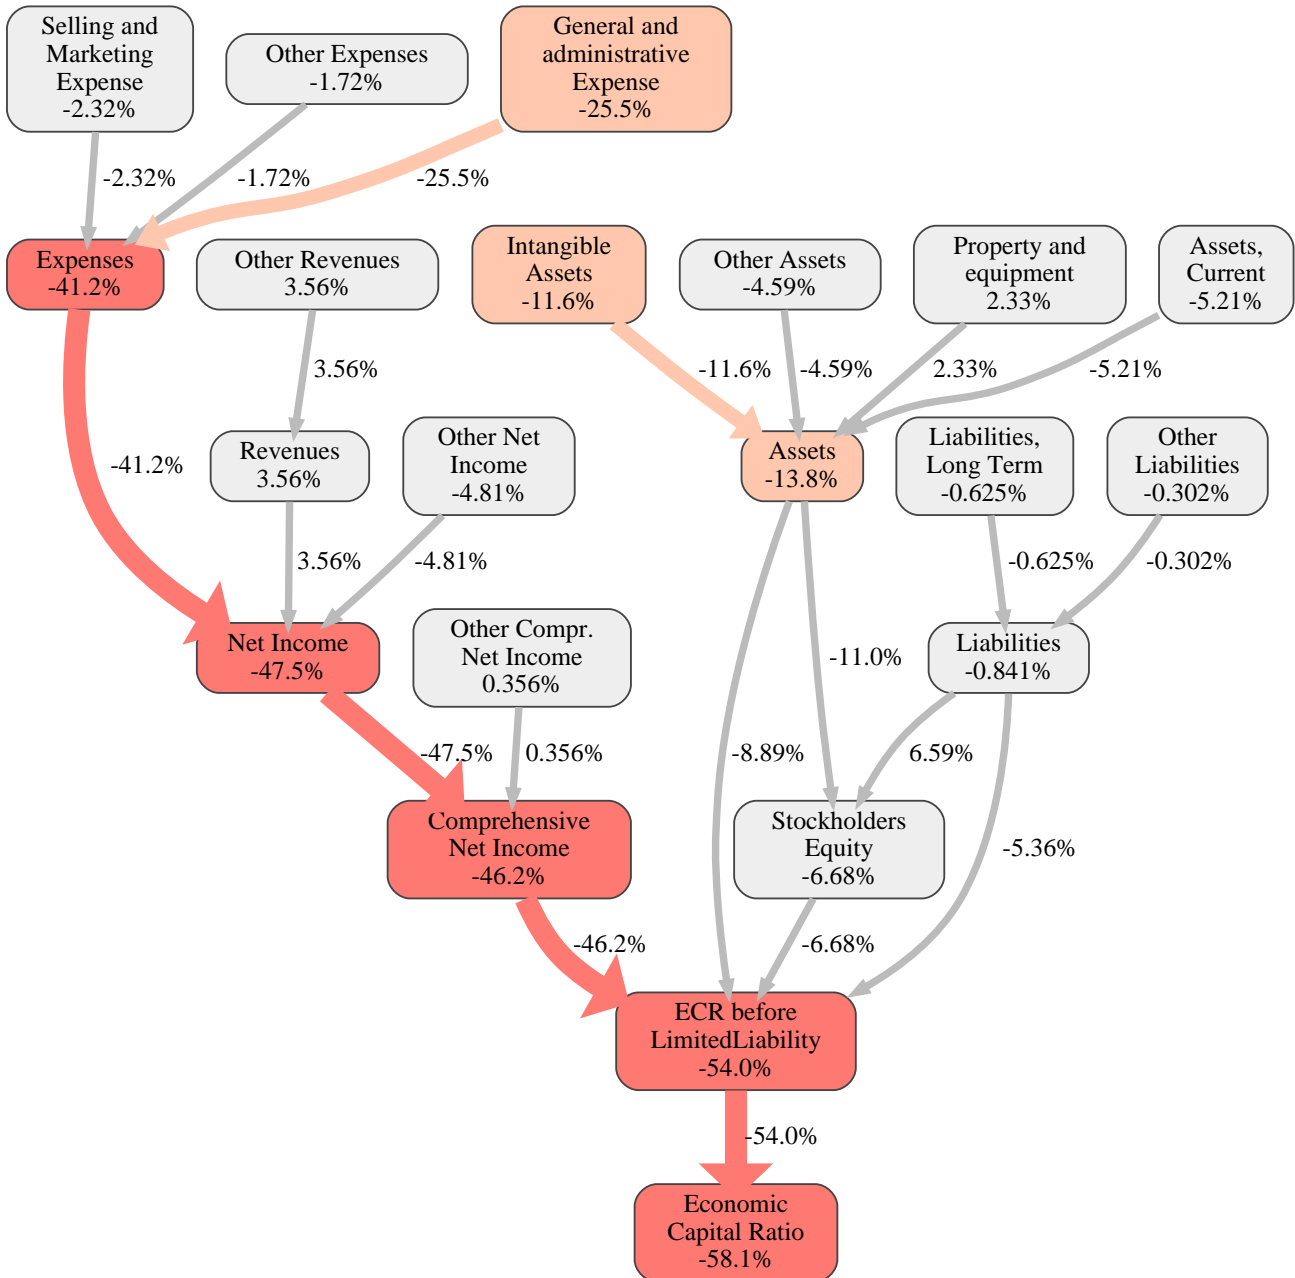 Selling and
Marketing
Expense
-2.32%
Other Expenses
-1.72%
General and
administrative
Expense
-25.5%
-2.32%
-1.72%
-25.5%
Expenses
-41.2%
Other Revenues
3.56%
Intangible
Assets
-11.6%
Other Assets
-4.59%
Property and
equipment
2.33%
Assets,
Current
-5.21%
3.56%
-11.6%
-4.59%
2.33%
-5.21%
-41.2%
Revenues
3.56%
Other Net
Income
-4.81%
Assets
-13.8%
Liabilities,
Long Term
-0.625%
Other
Liabilities
-0.302%
3.56%
-4.81%
-0.625%
-0.302%
Net Income
-47.5%
Other Compr.
Net Income
0.356%
-11.0%
Liabilities
-0.841%
-47.5%
0.356%
-8.89%
6.59%
Comprehensive
Net Income
-46.2%
Stockholders
Equity
-6.68%
-5.36%
-46.2%
-6.68%
ECR before
LimitedLiability
-54.0%
-54.0%
Economic
Capital Ratio
-58.1%